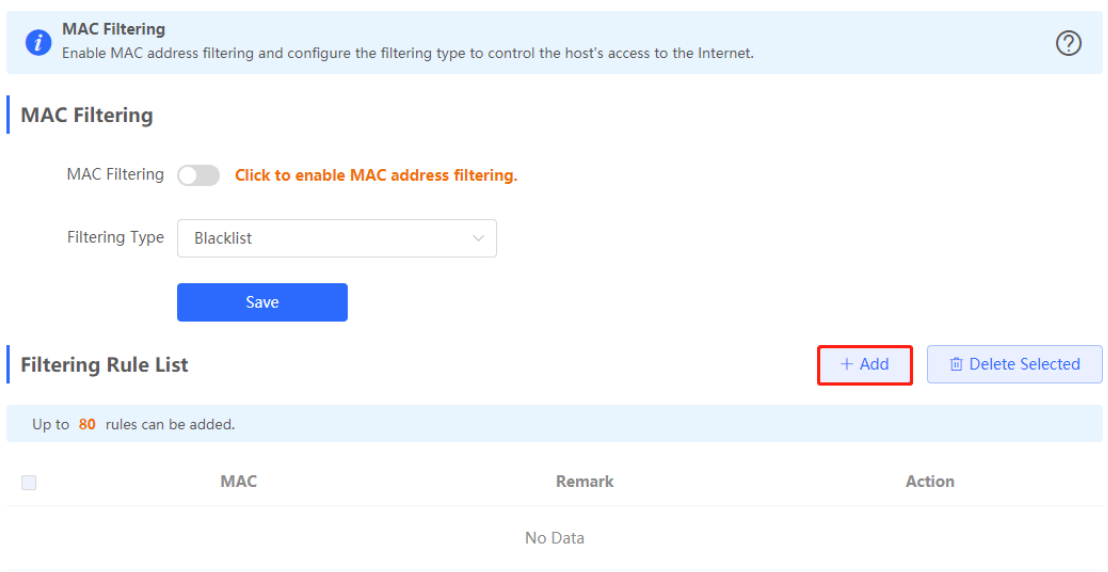 MAC Filtering
Enable MAC address filtering and configure the filtering type to control the host's access to the Internet.
MAC Filtering
MAC Filtering Click to enable MAC address filtering.
Filtering Type Blacklist
Save
Filtering Rule List + Add Delete Selected
Up to 80 rules can be added.
MAC Remark Action
No Data